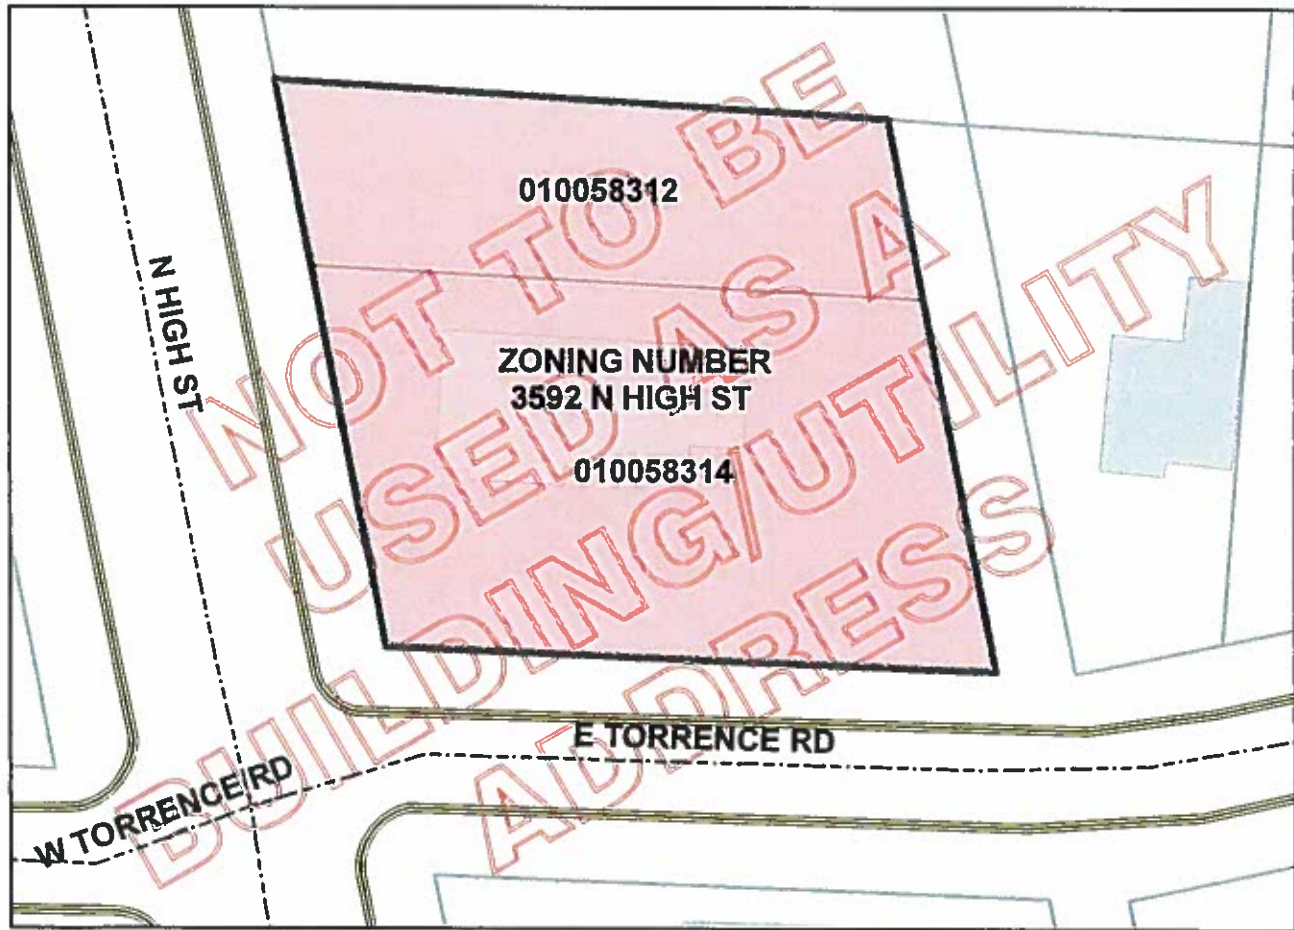 010058312
N HIGH ST
ZONING NUMBER
3592 N HIGH ST
010058314
E TORRENCE RD
W TORRENCE RD
NOT TO BE
USED AS A
BUILDING/UTILITY
ADDRESS